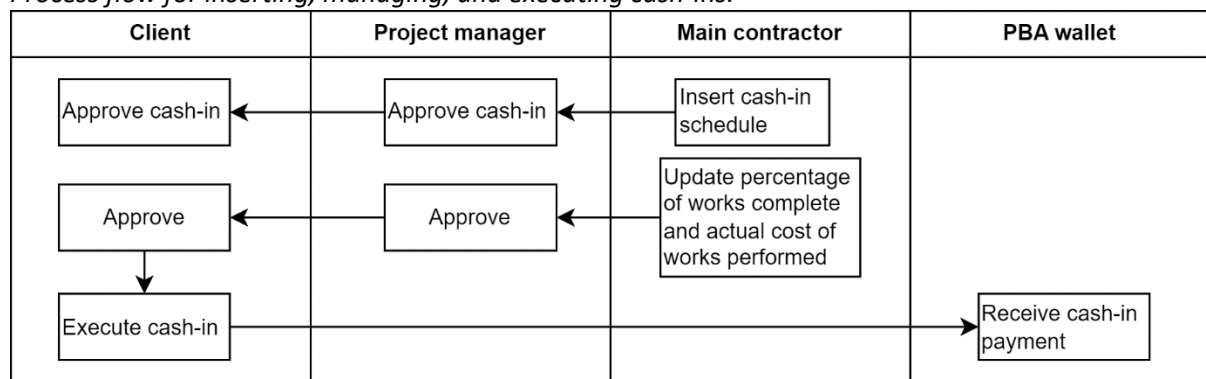 Process flow for inserting, managing, and executing cash-ins.
Client
Project manager
Main contractor
PBA wallet
Approve cash-in
Approve cash-in
Insert cash-in
schedule
Approve
Approve
Update percentage
of works complete
and actual cost of
works performed
Execute cash-in
Receive cash-in
payment